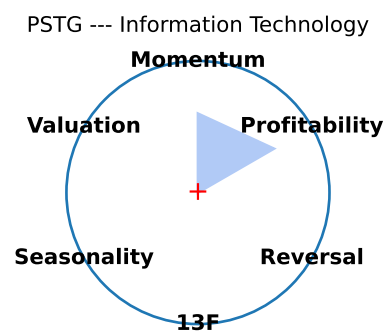 PSTG --- Information Technology
Momentum
Valuation
Profitability
Seasonality
Reversal
13F